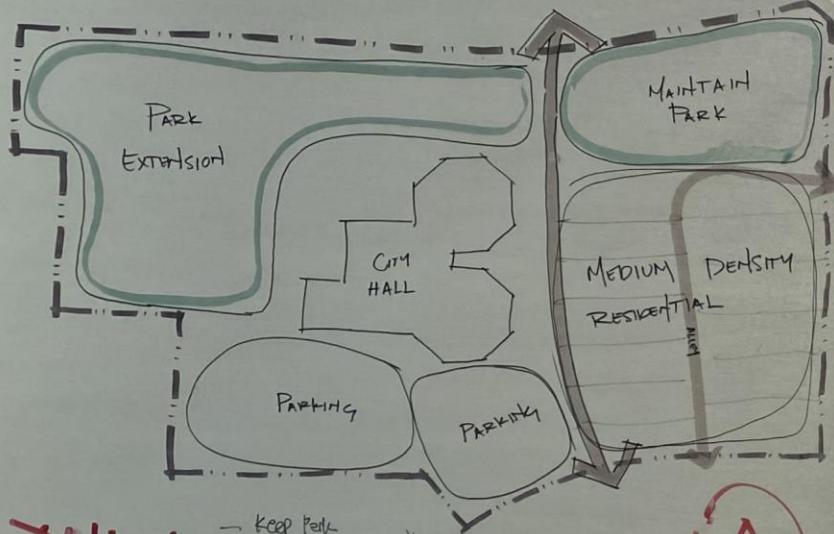 PARK
EXTENSION
MAINTAIN
PARK
CITY
HALL
MEDIUM DENSITY
RESIDENTIAL
ALLEY
PARKING
PARKING
- Keep Park